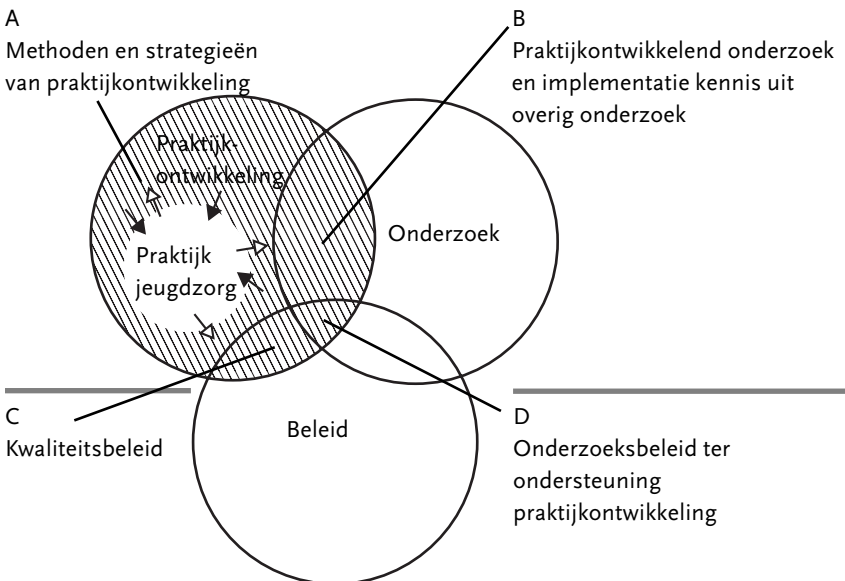 A
Methoden en strategieën
van praktijkontwikkeling
B
Praktijkontwikkelend onderzoek
en implementatie kennis uit
overig onderzoek
Praktijk-
ontwikkeling
Praktijk
jeugdzorg
Onderzoek
Beleid
C
Kwaliteitsbeleid
D
Onderzoeksbeleid ter
ondersteuning
praktijkontwikkeling